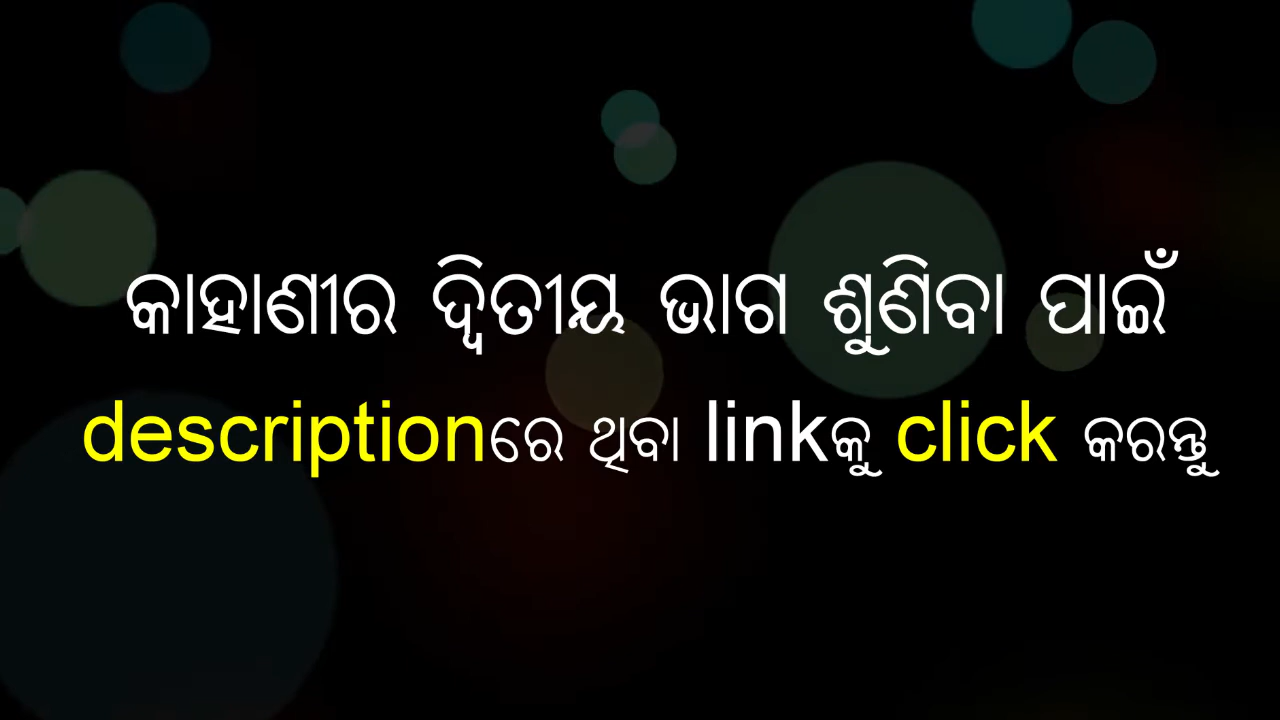 କାହାଣୀର ଦ୍ଵିତୀୟ ଭାଗ ଶୁଣିବା ପାଇଁ
descriptionରେ ଥିବା linkକୁ click କରନ୍ତୁ